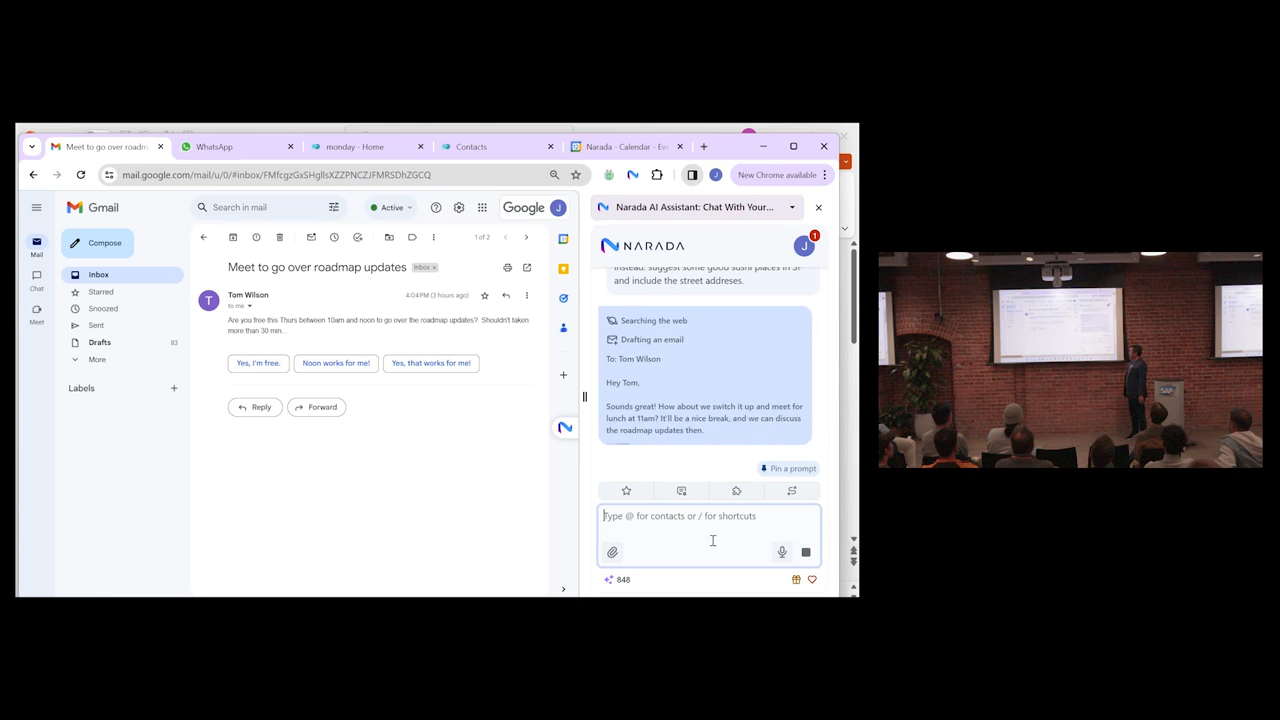 Meet to go over roadm
WhatsApp
monday - Home
Contacts
Narada - Calendar - Eve
mail.google.com/mail/u/0/#inbox/FMfcgzGxSHgllsXZZPNCZJFMRSDhZGCQ
J
New Chrome available
Gmail
Search in mail
Active
Google
J
Narada AI Assistant: Chat With Your...
Mail
Chat
Meet
Compose
Inbox
Starred
Snoozed
Sent
Drafts
83
More
Labels
1 of 2
Meet to go over roadmap updates
Inbox ×
T
Tom Wilson
4:04 PM (3 hours ago)
to me
Are you free this Thurs between 10am and noon to go over the roadmap updates? Shouldn't taken
more than 30 min..
Yes, I'm free.
Noon works for me!
Yes, that works for me!
Reply
Forward
NARADA
J
1
instead. suggest some good sushi places in SF
and include the street addreses.
Searching the web
Drafting an email
To: Tom Wilson
Hey Tom,
Sounds great! How about we switch it up and meet for
lunch at 11am? It'll be a nice break, and we can discuss
the roadmap updates then.
Pin a prompt
Type @ for contacts or / for shortcuts
848
SAP